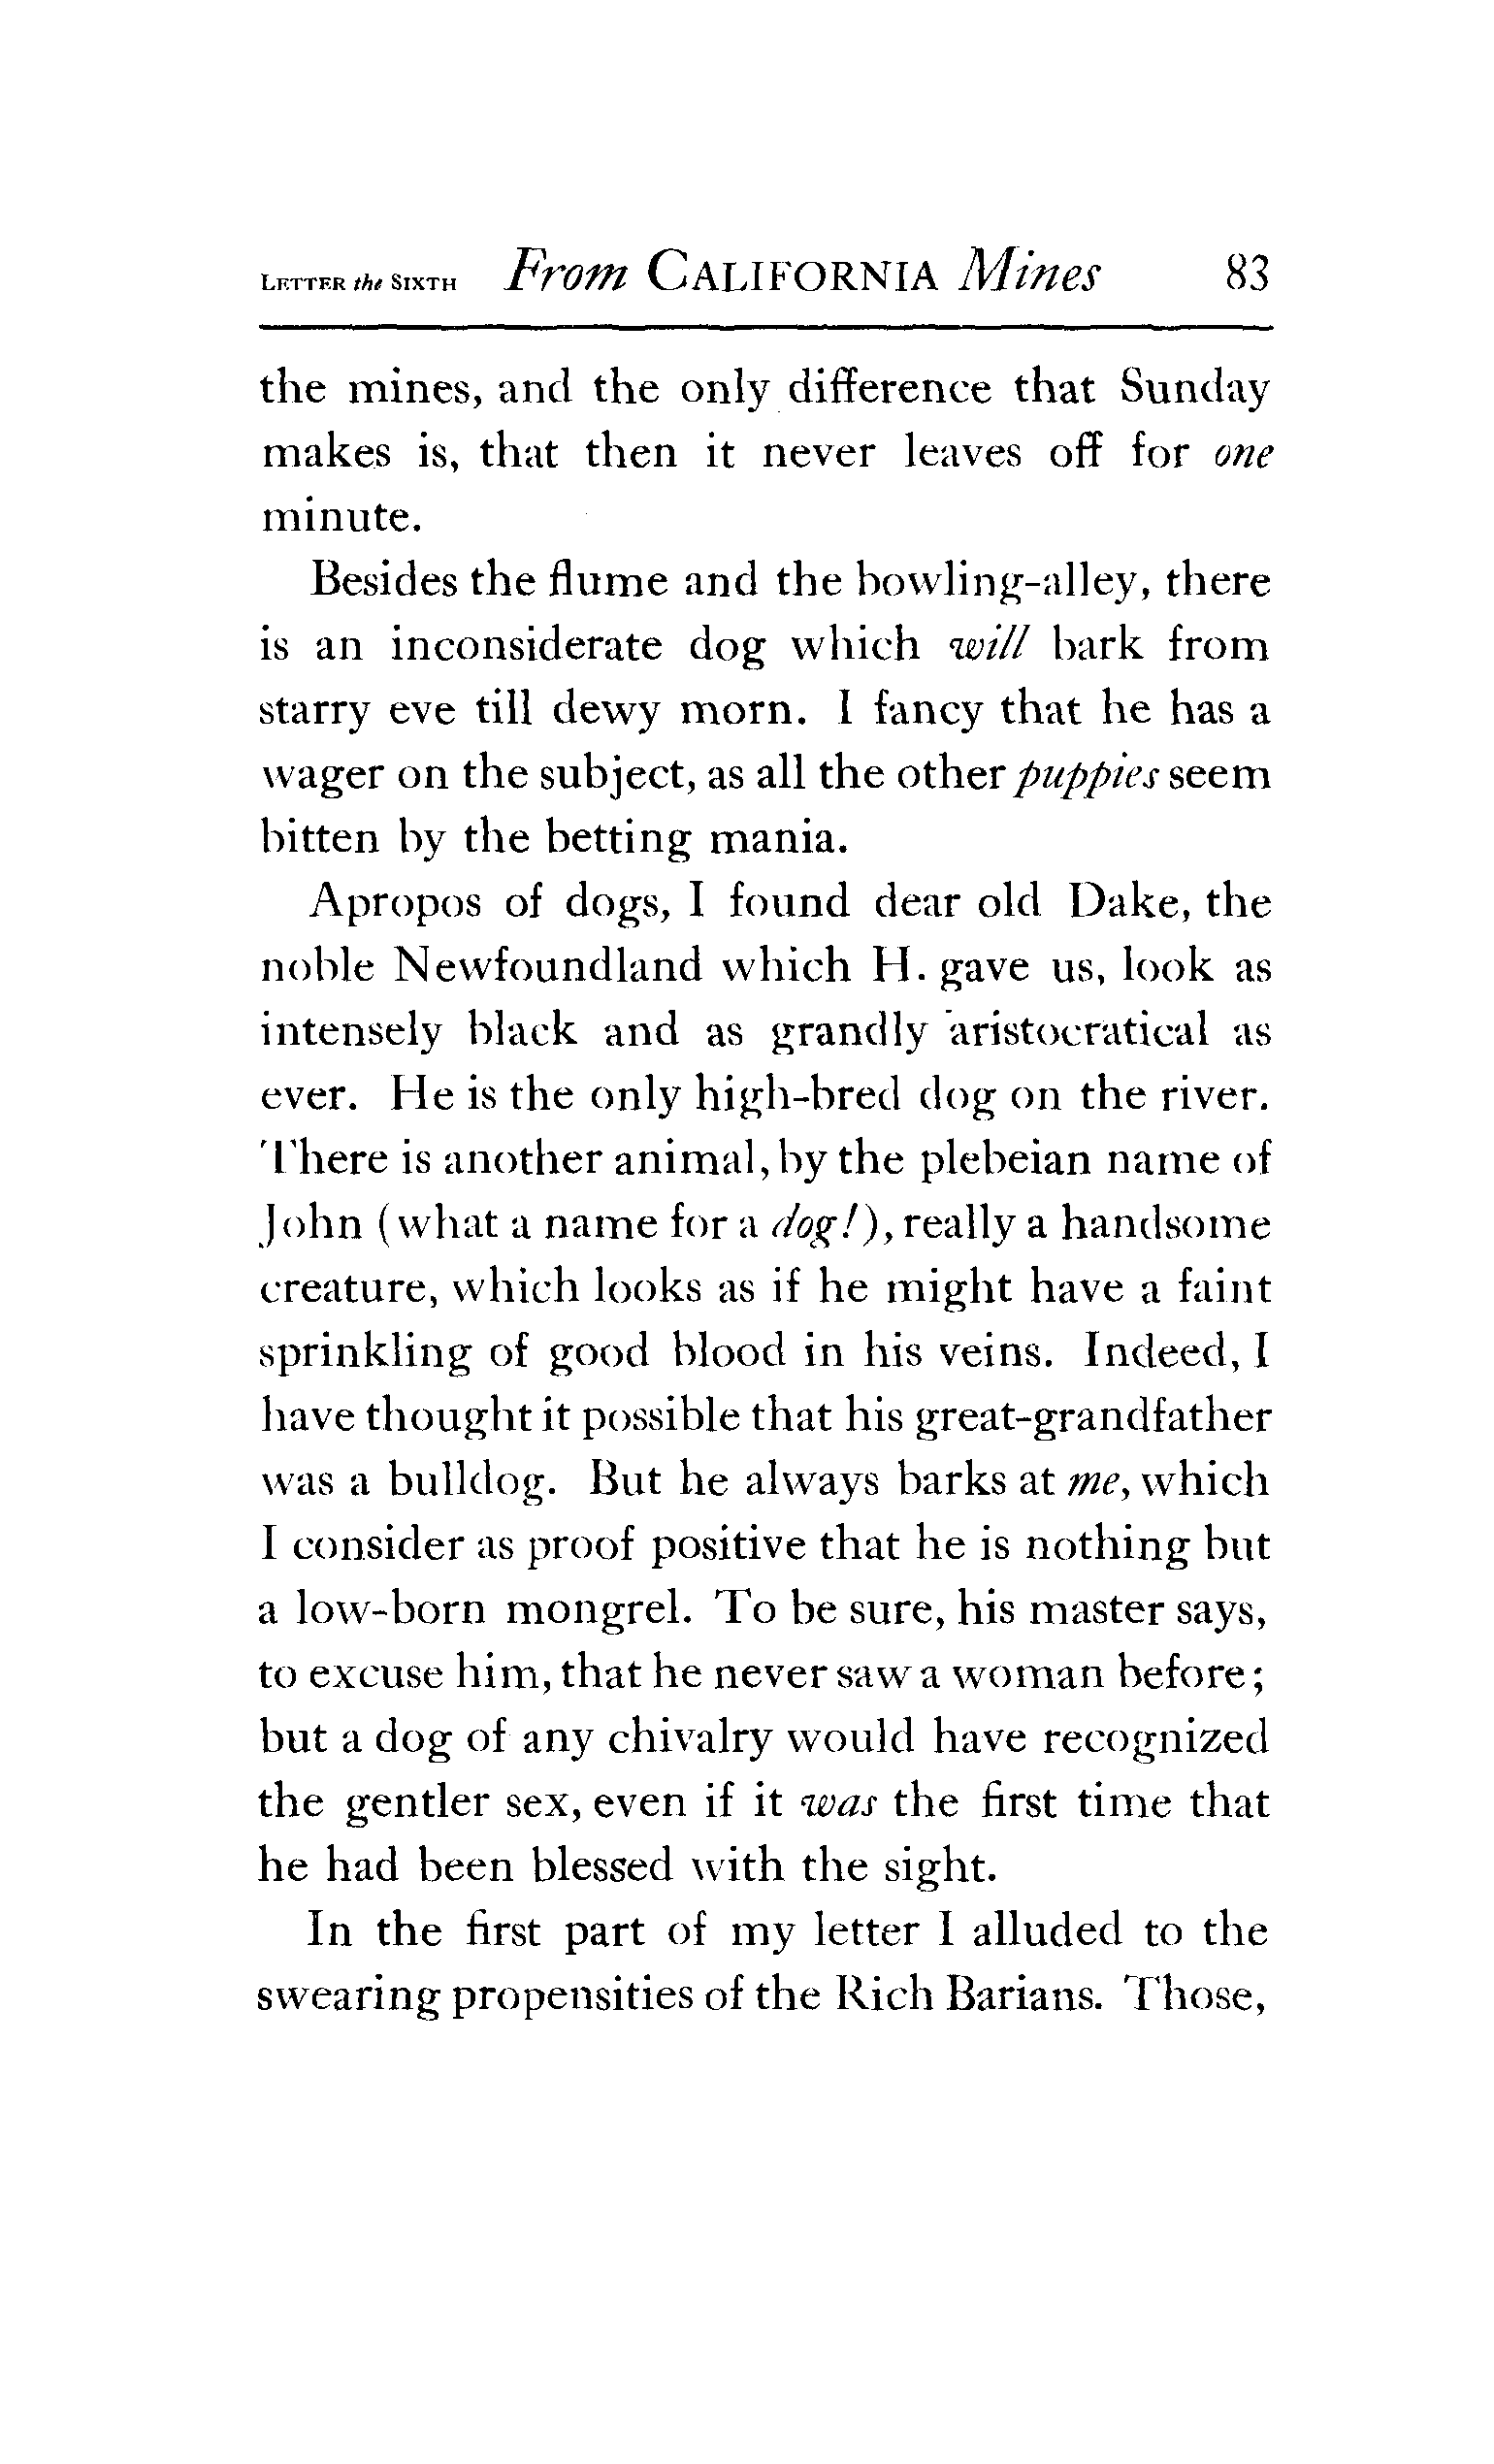 LETTER the SIXTH From CALIFORNIA Mines 83
the mines, and the only difference that Sunday
makes is, that then it never leaves off for one
minute.
Besides the flume and the bowling-alley, there
is an inconsiderate dog which will bark from
starry eve till dewy morn. I fancy that he has a
wager on the subject, as all the other puppies seem
bitten by the betting mania.
Apropos of dogs, I found dear old Dake, the
noble Newfoundland which H. gave us, look as
intensely black and as grandly aristocratical as
ever. He is the only high-bred dog on the river.
There is another animal, by the plebeian name of
John (what a name for a dog!), really a handsome
creature, which looks as if he might have a faint
sprinkling of good blood in his veins. Indeed, I
have thought it possible that his great-grandfather
was a bulldog. But he always barks at me, which
I consider as proof positive that he is nothing but
a low-born mongrel. To be sure, his master says,
to excuse him, that he never saw a woman before;
but a dog of any chivalry would have recognized
the gentler sex, even if it was the first time that
he had been blessed with the sight.
In the first part of my letter I alluded to the
swearing propensities of the Rich Barians. Those,